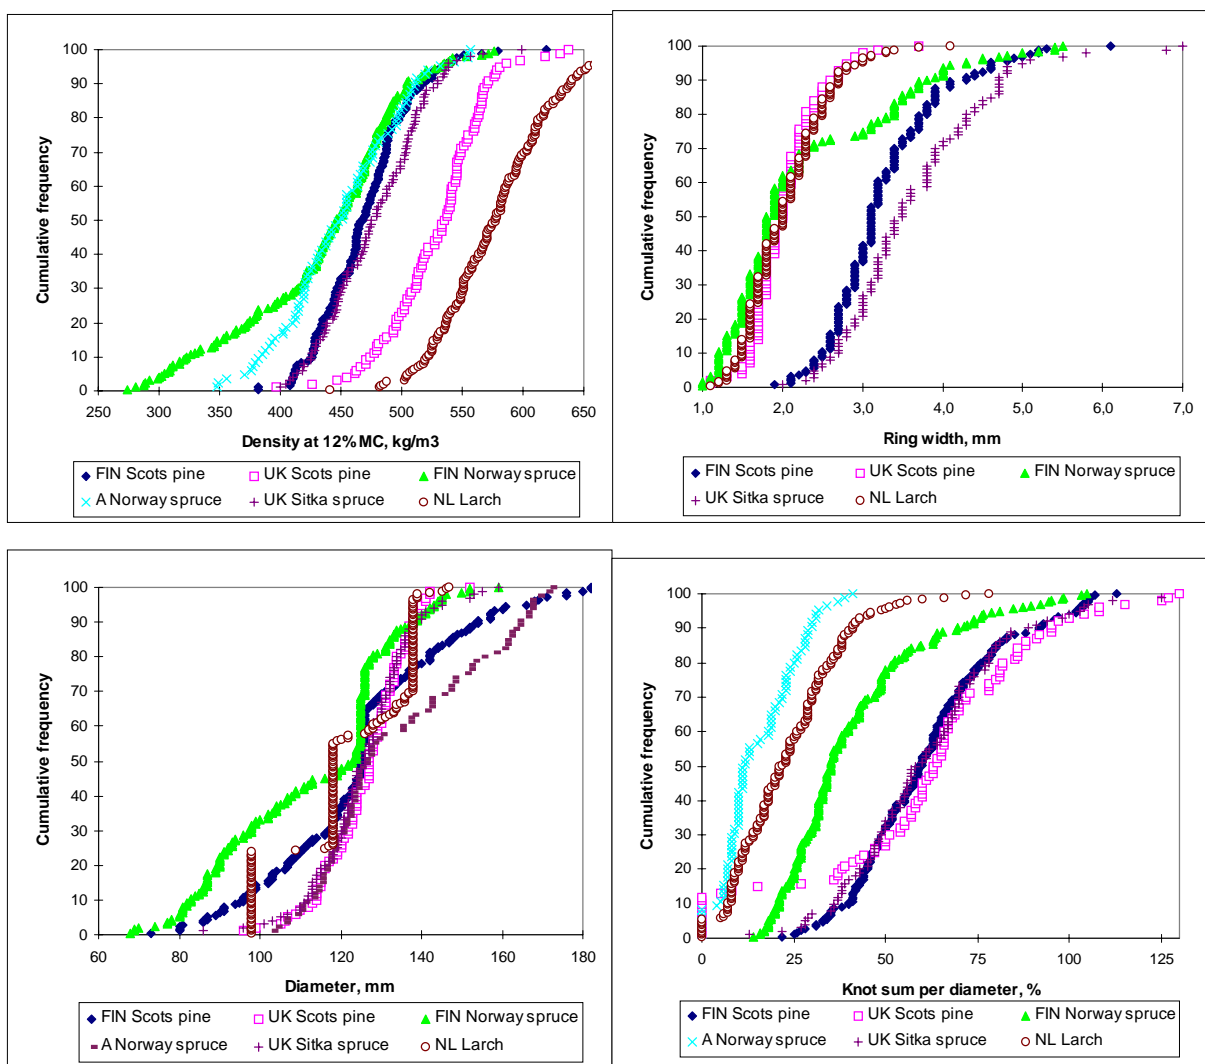 100
90
80
70
60
50
40
30
20
10
0
Cumulative frequency
250 300 350 400 450 500 550 600 650
Density at 12% MC, kg/m3
FIN Scots pine UK Scots pine FIN Norway spruce
A Norway spruce UK Sitka spruce NL Larch
100
90
80
70
60
50
40
30
20
10
0
Cumulative frequency
1,0 2,0 3,0 4,0 5,0 6,0 7,0
Ring width, mm
FIN Scots pine UK Scots pine FIN Norway spruce
UK Sitka spruce NL Larch
100
90
80
70
60
50
40
30
20
10
0
Cumulative frequency
60 80 100 120 140 160 180
Diameter, mm
FIN Scots pine UK Scots pine FIN Norway spruce
A Norway spruce UK Sitka spruce NL Larch
100
90
80
70
60
50
40
30
20
10
0
Cumulative frequency
0 25 50 75 100 125
Knot sum per diameter, %
FIN Scots pine UK Scots pine FIN Norway spruce
A Norway spruce UK Sitka spruce NL Larch